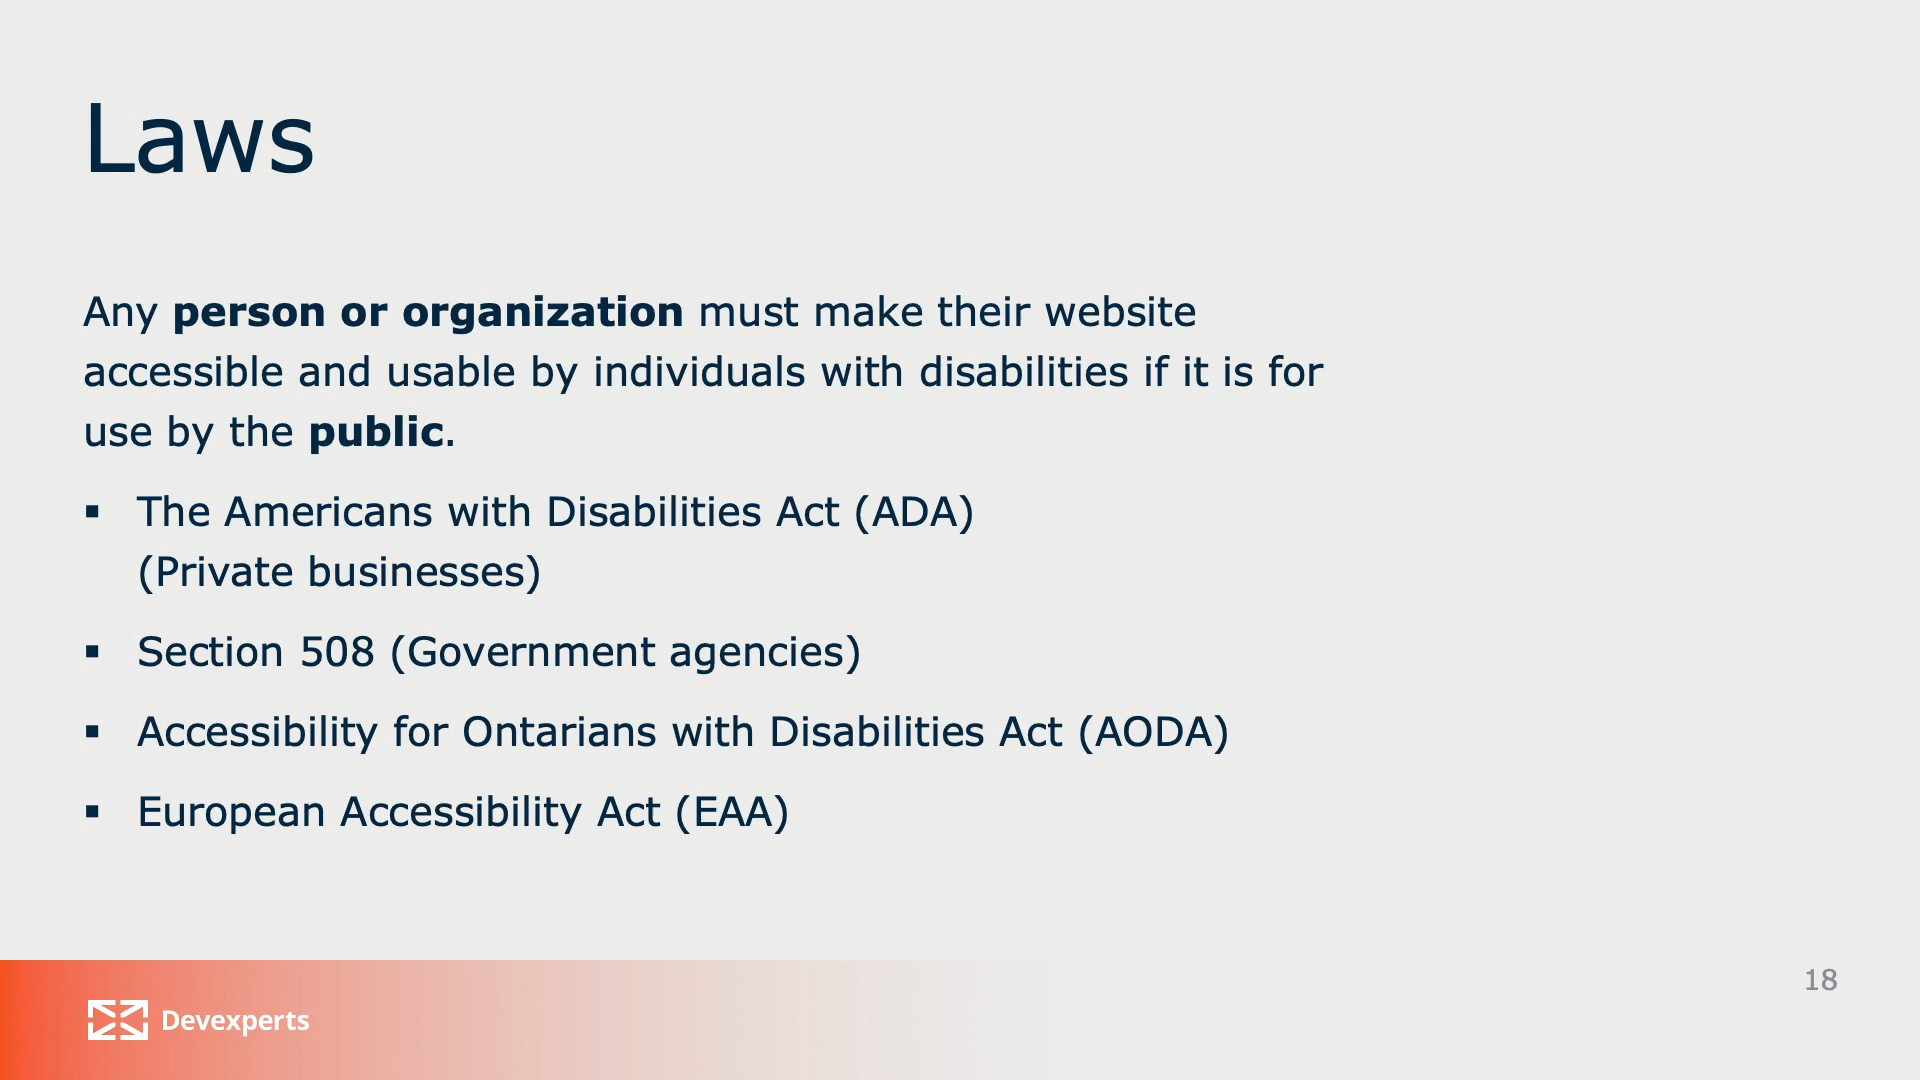 Laws
Any person or organization must make their website
accessible and usable by individuals with disabilities if it is for
use by the public.
▪ The Americans with Disabilities Act (ADA)
(Private businesses)
▪ Section 508 (Government agencies)
▪ Accessibility for Ontarians with Disabilities Act (AODA)
▪ European Accessibility Act (EAA)
18
Devexperts